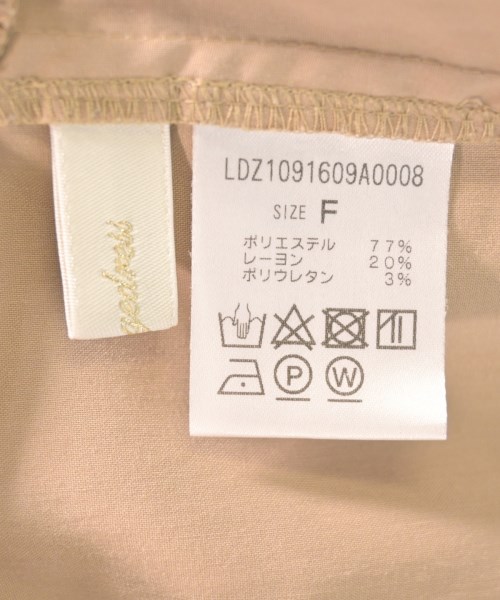 LDZ1091609A0008
SIZE F
ポリエステル 77%
レーヨン 20%
ポリウレタン 3%
P W